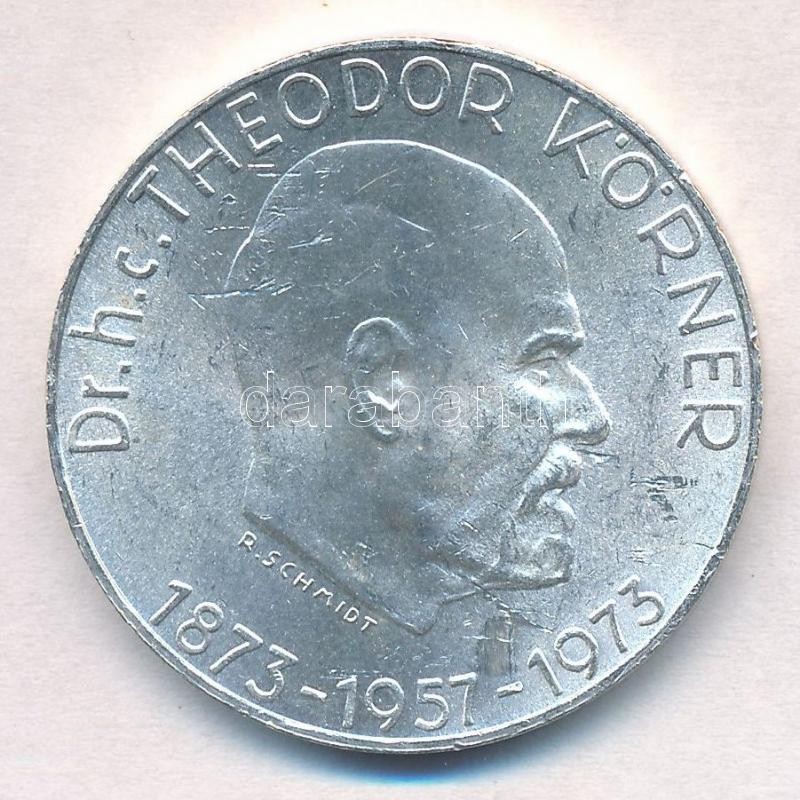 Dr. h. c. THEODOR KÖRNER
darabanth
R. SCHMIDT
1873 - 1957 - 1973